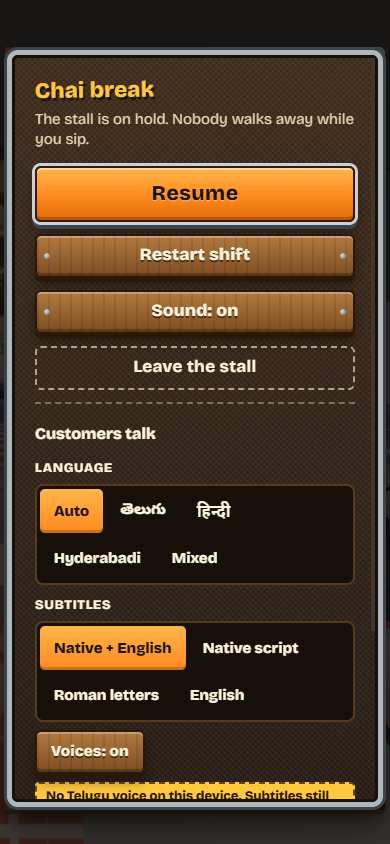 Chai break
The stall is on hold. Nobody walks away while
you sip.
Resume
Restart shift
Sound: on
Leave the stall
Customers talk
LANGUAGE
Auto తెలుగు हिन्दी
Hyderabadi Mixed
SUBTITLES
Native + English Native script
Roman letters English
Voices: on
No Telugu voice on this device. Subtitles still